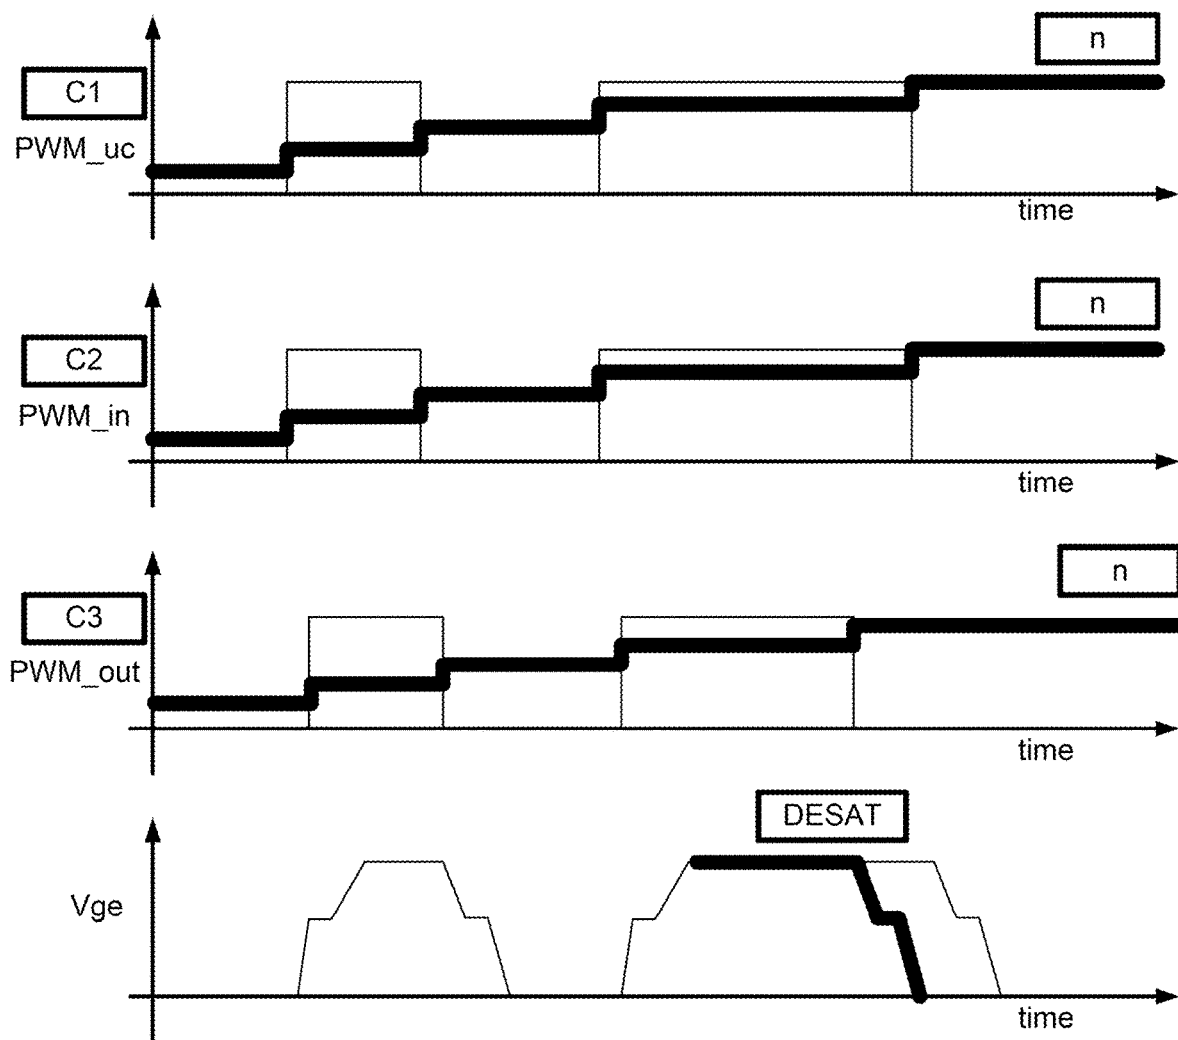 n
C1
PWM_uc
time
n
C2
PWM_in
time
n
C3
PWM_out
time
DESAT
Vge
time